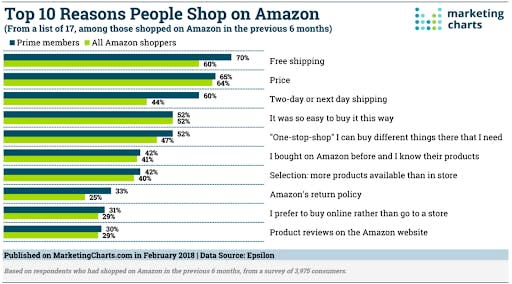 Top 10 Reasons People Shop on Amazon
(From a list of 17, among those shopped on Amazon in the previous 6 months)
marketing
charts
Prime members All Amazon shoppers
70%
60%
Free shipping
65%
64%
Price
60%
44%
Two-day or next day shipping
52%
52%
It was so easy to buy it this way
52%
47%
"One-stop-shop" I can buy different things there that I need
42%
41%
I bought on Amazon before and I know their products
42%
40%
Selection: more products available than in store
33%
25%
Amazon's return policy
31%
29%
I prefer to buy online rather than go to a store
30%
29%
Product reviews on the Amazon website
Published on MarketingCharts.com in February 2018 | Data Source: Epsilon
Based on respondents who had shopped on Amazon in the previous 6 months, from a survey of 3,975 consumers.